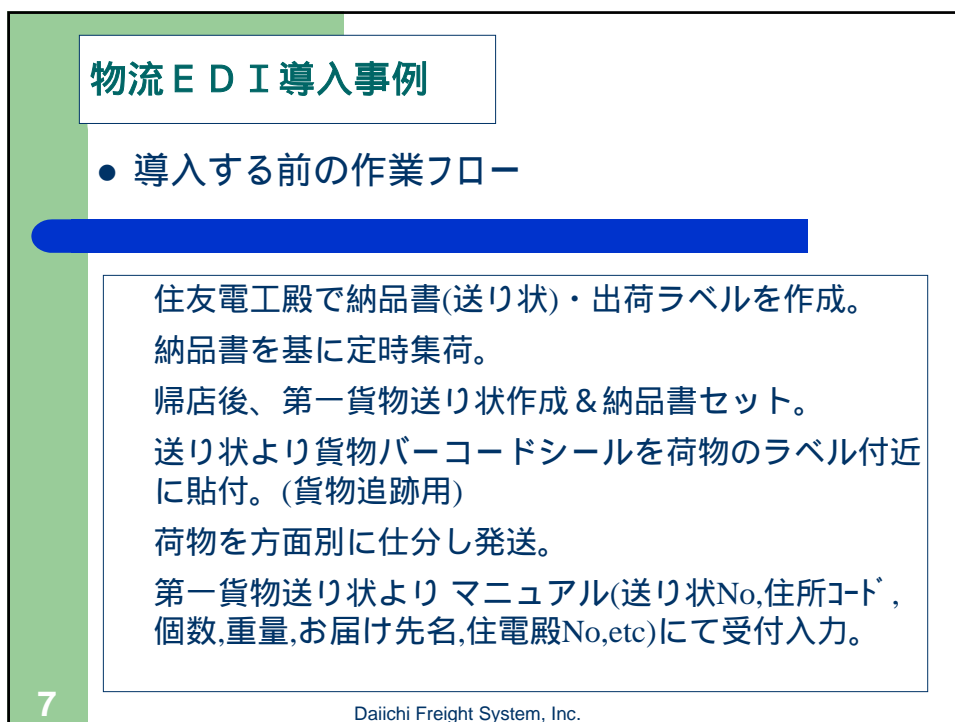 物流ＥＤＩ導入事例
● 導入する前の作業フロー
住友電工殿で納品書(送り状)・出荷ラベルを作成。
納品書を基に定時集荷。
帰店後、第一貨物送り状作成＆納品書セット。
送り状より貨物バーコードシールを荷物のラベル付近
に貼付。(貨物追跡用)
荷物を方面別に仕分し発送。
第一貨物送り状より マニュアル(送り状No,住所ｺｰﾄﾞ,
個数,重量,お届け先名,住電殿No,etc)にて受付入力。
7
Daiichi Freight System, Inc.